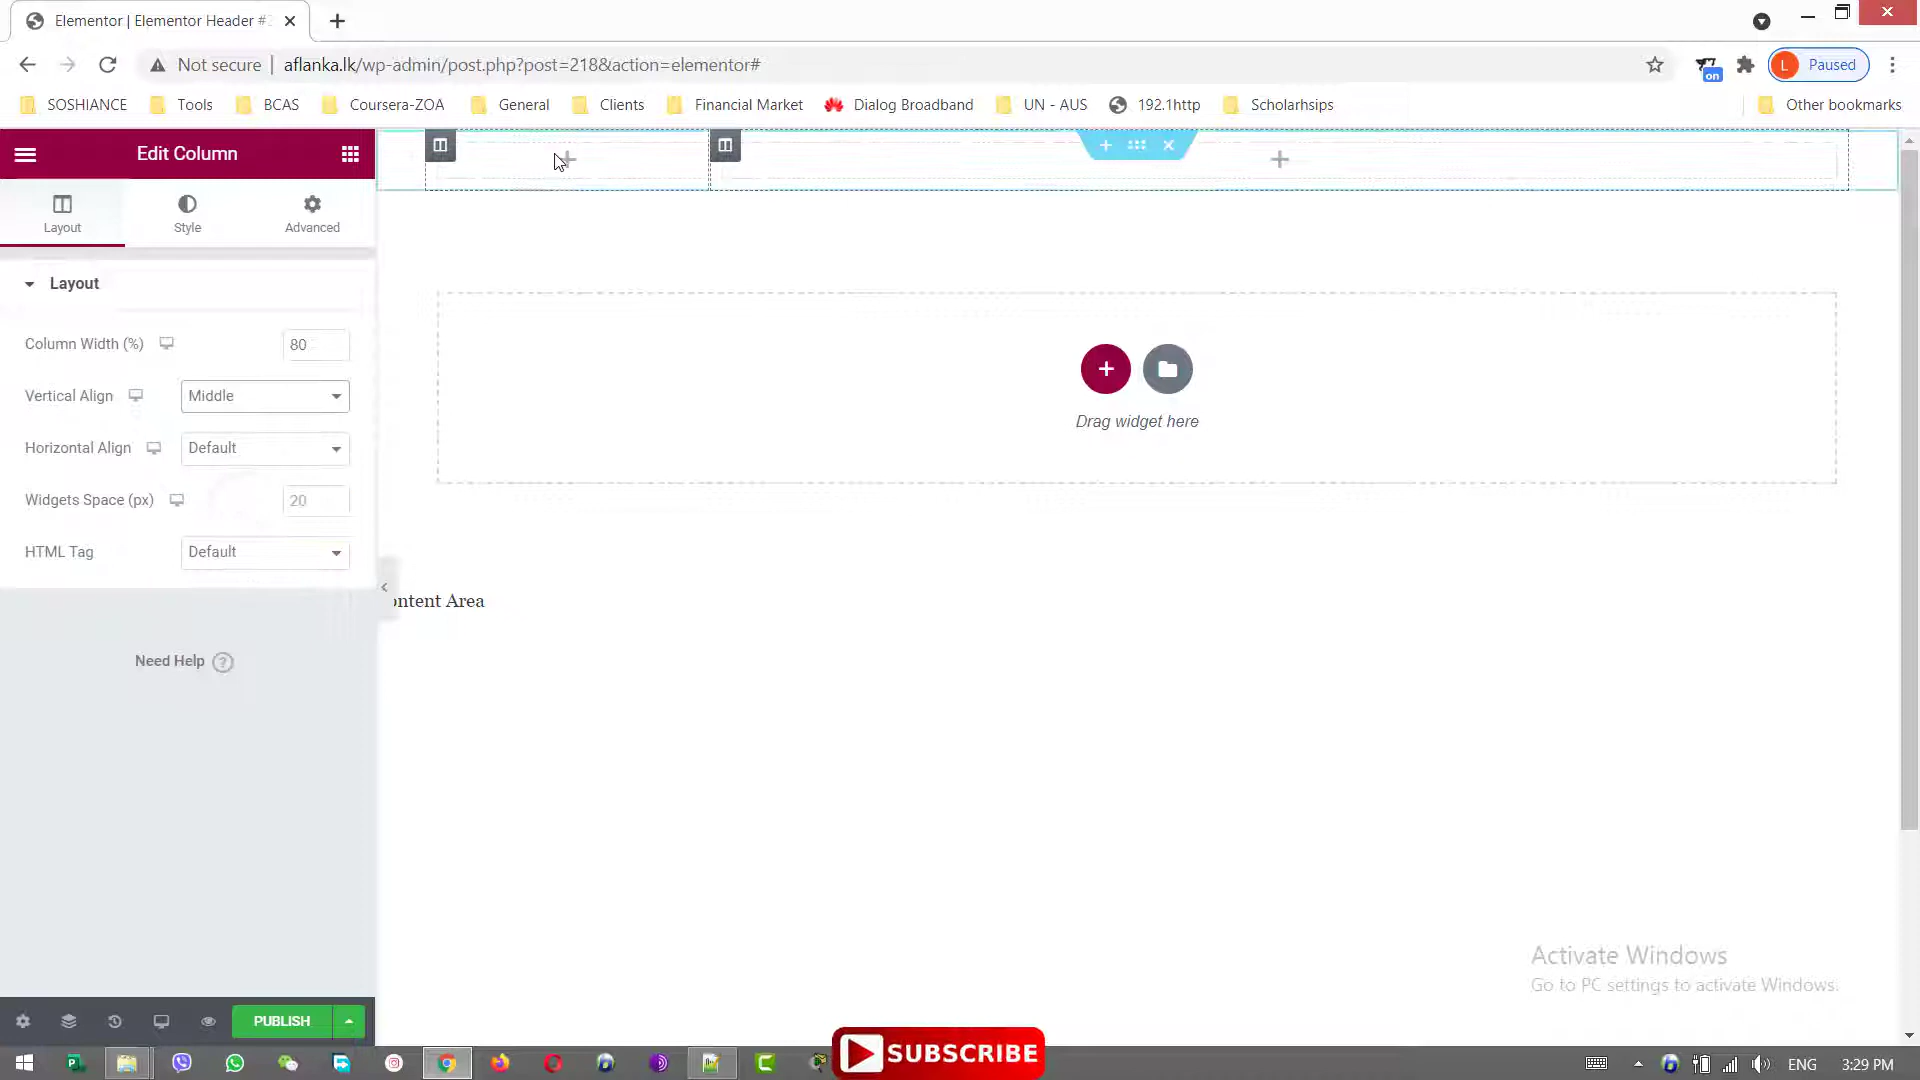 Elementor | Elementor Header #2
Not secure
aflanka.lk/wp-admin/post.php?post=218&action=elementor#
on
L
Paused
SOSHIANCE
Tools
BCAS
Coursera-ZOA
General
Clients
Financial Market
Dialog Broadband
UN - AUS
192.1http
Scholarhsips
Other bookmarks
Edit Column
Layout
Style
Advanced
Layout
Column Width (%)
80
Vertical Align
Middle
Horizontal Align
Default
Widgets Space (px)
20
HTML Tag
Default
Need Help
?
Drag widget here
ontent Area
Activate Windows
Go to PC settings to activate Windows.
PUBLISH
SUBSCRIBE
ENG
3:29 PM